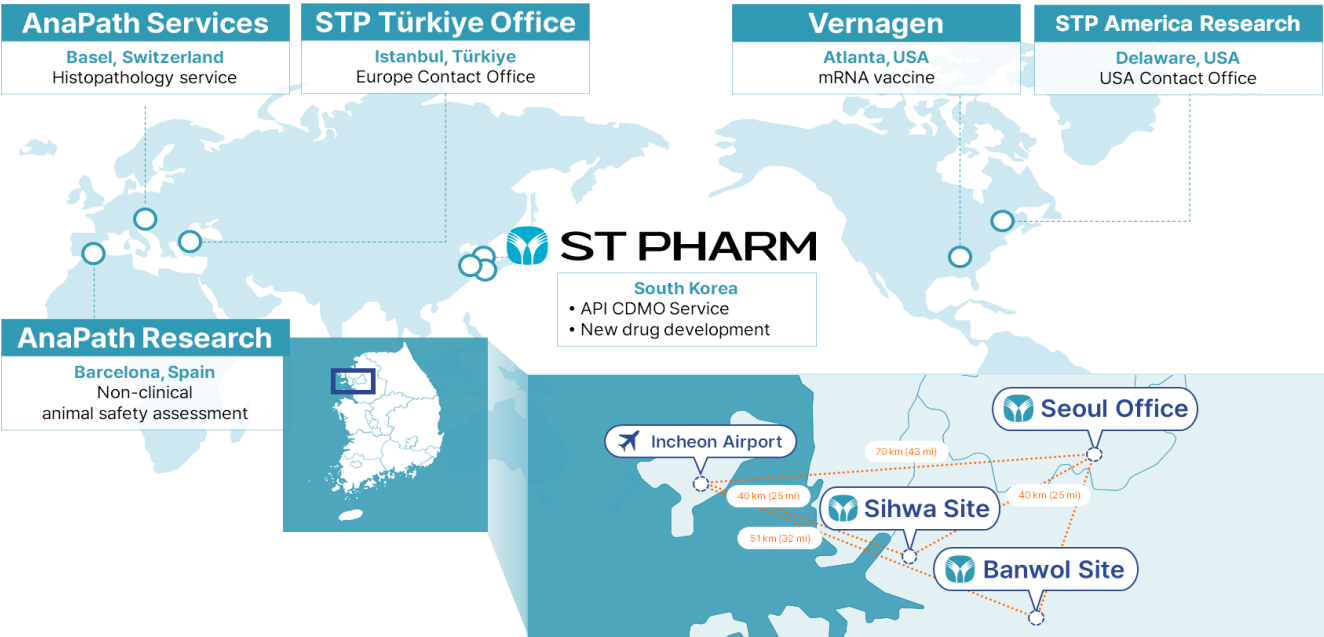 AnaPath Services
Basel, Switzerland
Histopathology service
STP Türkiye Office
Istanbul, Türkiye
Europe Contact Office
Vernagen
Atlanta, USA
mRNA vaccine
STP America Research
Delaware, USA
USA Contact Office
ST PHARM
South Korea
• API CDMO Service
• New drug development
AnaPath Research
Barcelona, Spain
Non-clinical
animal safety assessment
Seoul Office
Incheon Airport
70 km (43 mi)
40 km (25 mi)
40 km (25 mi)
Sihwa Site
51 km (32 mi)
Banwol Site